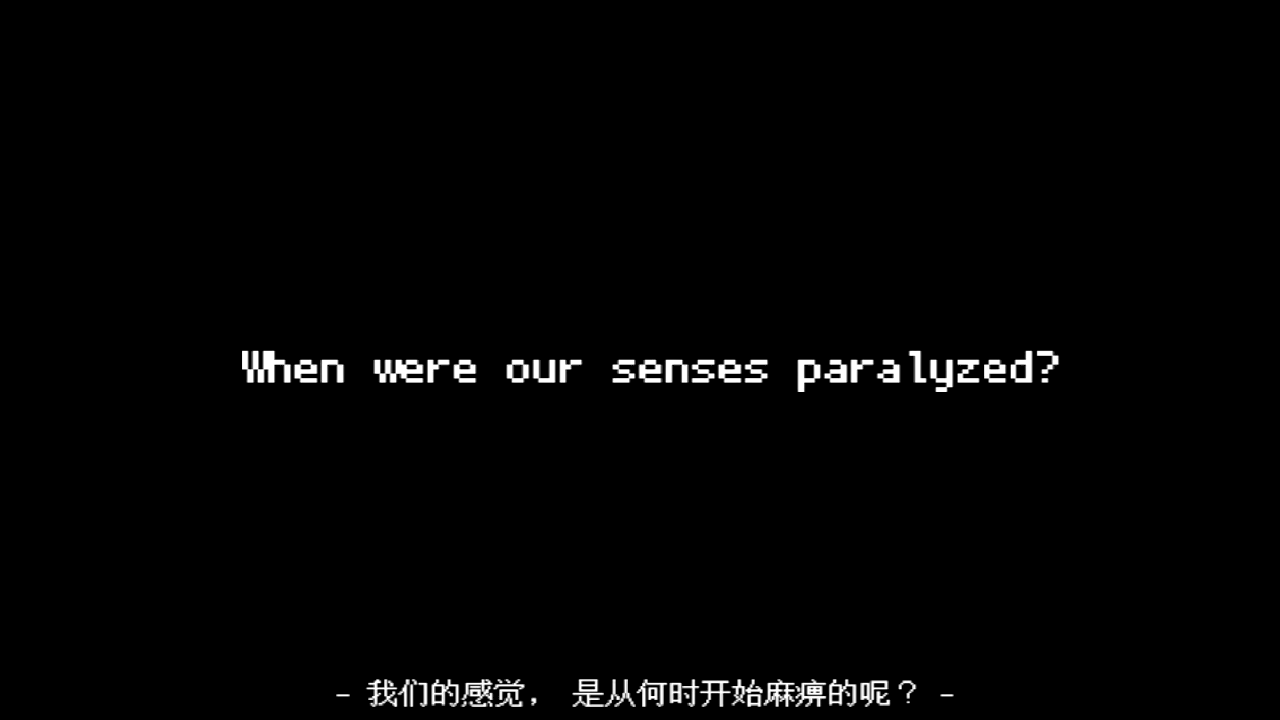 When were our senses paralyzed?
- 我们的感觉， 是从何时开始麻痹的呢？ -